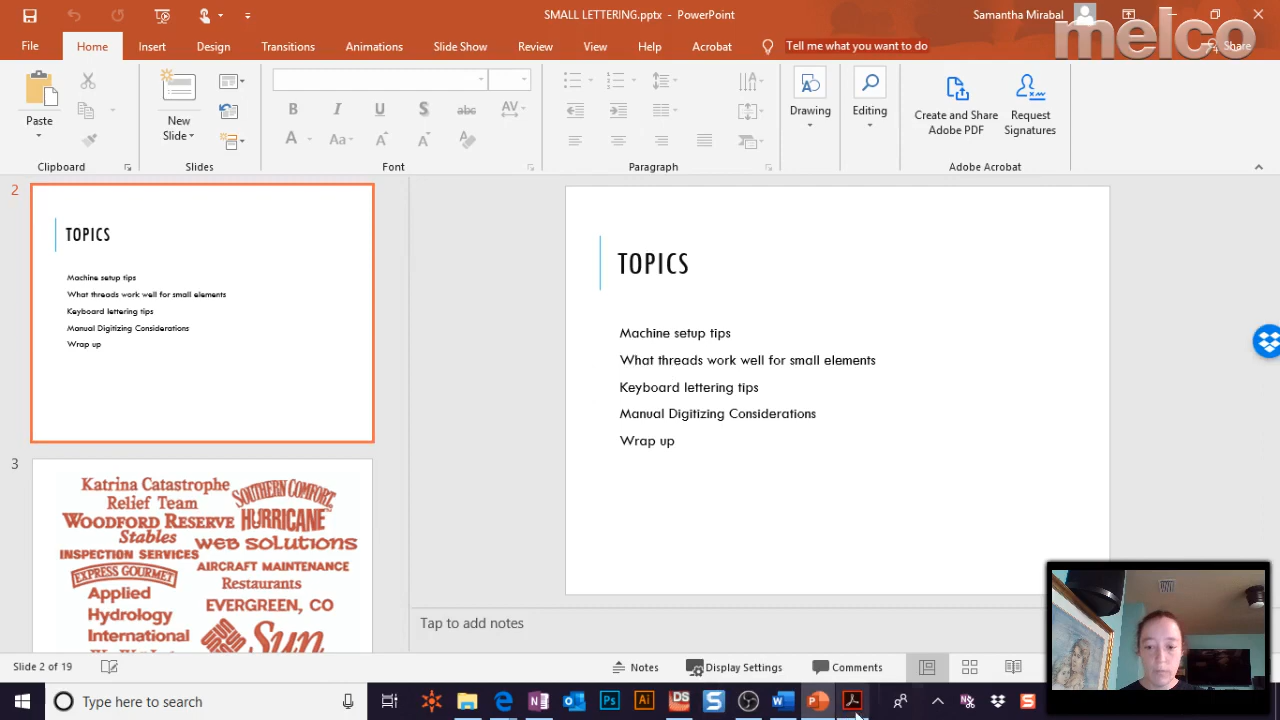 SMALL LETTERING.pptx - PowerPoint
Samantha Mirabal
melco
File
Home
Insert
Design
Transitions
Animations
Slide Show
Review
View
Help
Acrobat
Tell me what you want to do
Share
Paste
New
Slide
Drawing
Editing
Create and Share
Adobe PDF
Request
Signatures
Clipboard
Slides
Font
Paragraph
Adobe Acrobat
2
TOPICS
Machine setup tips
What threads work well for small elements
Keyboard lettering tips
Manual Digitizing Considerations
Wrap up
3
Katrina Catastrophe
Relief Team
WOODFORD RESERVE
Stables
INSPECTION SERVICES
EXPRESS GOURMET
Applied
Hydrology
International
SOUTHERN COMFORT
HURRICANE
WEB SOLUTIONS
AIRCRAFT MAINTENANCE
Restaurants
EVERGREEN, CO
Sun
TOPICS
Machine setup tips
What threads work well for small elements
Keyboard lettering tips
Manual Digitizing Considerations
Wrap up
Tap to add notes
Slide 2 of 19
Notes
Display Settings
Comments
Type here to search